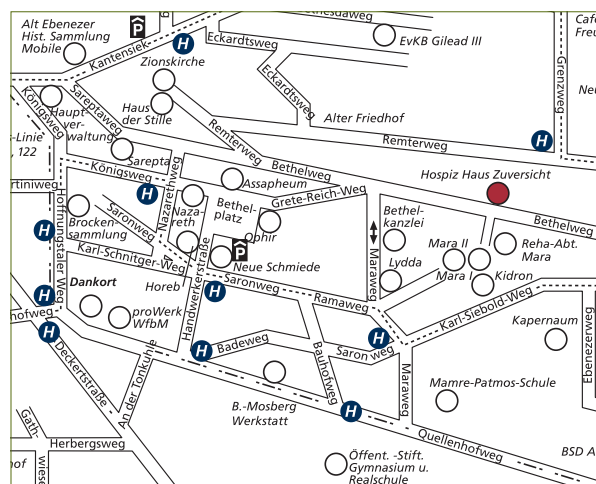 Alt Ebenezer
Hist. Sammlung
Mobile
P
Kantensiek
H
Eckardtsweg
EvKB Gilead III
Zionskirche
Eckardtsweg
Grenzweg
Königsweg
Sareptaweg
Haupt-
ver-
waltung
Haus
der Stille
Alter Friedhof
Remterweg
Remterweg
H
-Linie
, 122
Sarepta
Bethelweg
Hospiz Haus Zuversicht
Königsweg
H
Nazarethweg
Assapheum
Grete-Reich-Weg
Bethelweg
rtiniweg
Hoffnungstaler Weg
Brocken-
sammlung
Saronweg
Naza-
reth
Bethel-
platz
Ophir
Bethel-
kanzlei
H
Karl-Schnitger-Weg
P
Neue Schmiede
Lydda
Maraweg
Mara II
Mara I
Kidron
Reha-Abt.
Mara
Dankort
Horeb
Handwerkerstraße
H
H
Saronweg
Ramaweg
Karl-Siebold-Weg
hofweg
proWerk
WfbM
H
Kapernaum
Ebenezerweg
Deckertstraße
An der Tonkuhle
H
Badeweg
Bauhofweg
Saron weg
H
Maraweg
B.-Mosberg
Werkstatt
H
Mamre-Patmos-Schule
Quellenhofweg
Gath-
wiese
Herbergsweg
hof
Öffent. -Stift.
Gymnasium u.
Realschule
BSD A